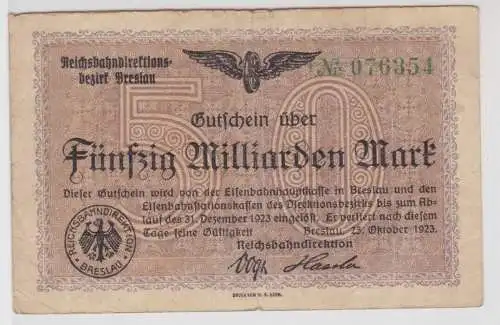 Reichsbahndirektions-
bezirk Breslau
№ 076354
50
Gutschein über
Fünfzig Milliarden Mark
Dieser Gutschein wird von der Eisenbahnhauptkasse in Breslau und den
Eisenbahnstationskassen des Direktionsbezirks bis zum Ab-
lauf des 31. Dezember 1923 eingelöst. Er verliert nach diesem
Tage seine Gültigkeit
Breslau, 25. Oktober 1923.
Reichsbahndirektion
REICHSBAHNDIREKTION
• BRESLAU •